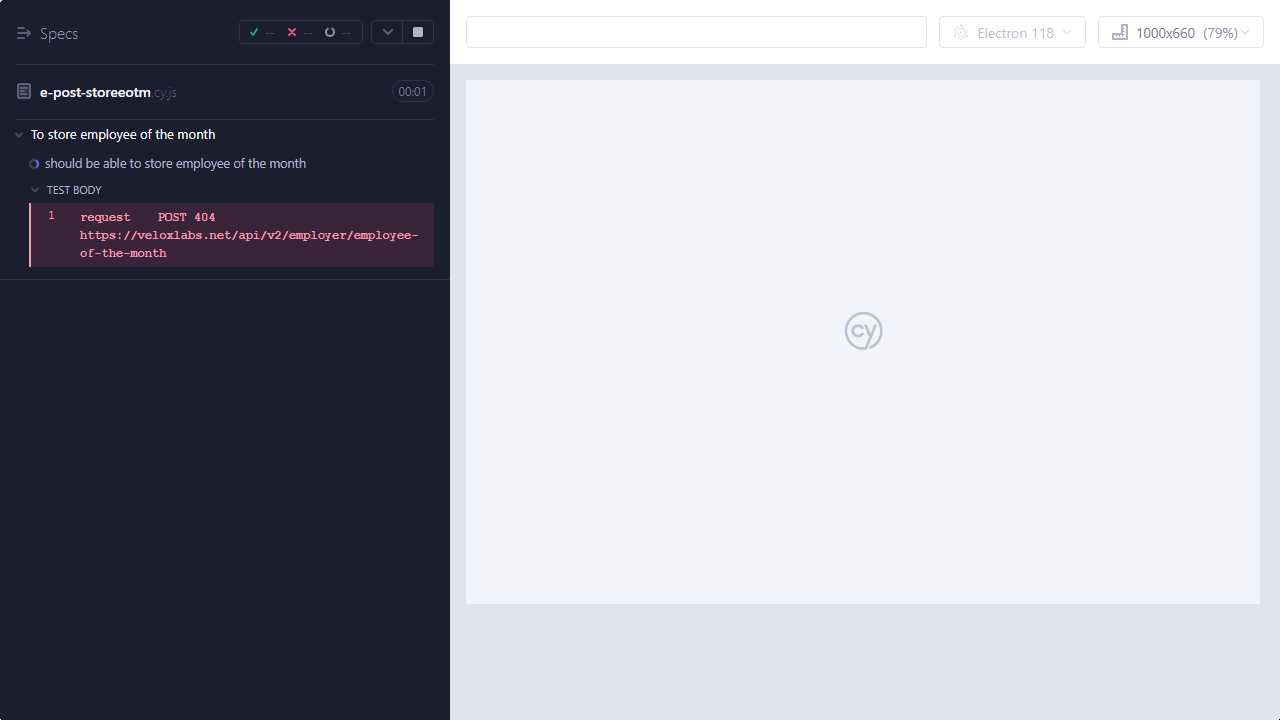 Specs
--
--
--
e-post-storeeotm.cy.js
00:01
To store employee of the month
should be able to store employee of the month
TEST BODY
1 request POST 404
https://veloxlabs.net/api/v2/employer/employee-
of-the-month
Electron 118
1000x660 (79%)
cy